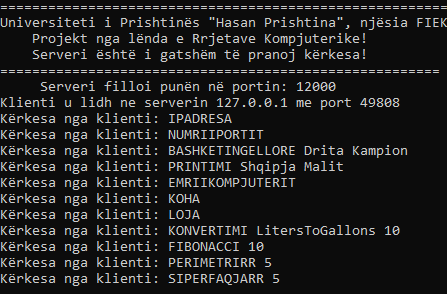 =======================================================
Universiteti i Prishtinës "Hasan Prishtina", njësia FIEK
Projekt nga lënda e Rrjetave Kompjuterike!
Serveri është i gatshëm të pranoj kërkesa!
=======================================================
Serveri filloi punën në portin: 12000
Klienti u lidh ne serverin 127.0.0.1 me port 49808
Kërkesa nga klienti: IPADRESA
Kërkesa nga klienti: NUMRIIPORTIT
Kërkesa nga klienti: BASHKETINGELLORE Drita Kampion
Kërkesa nga klienti: PRINTIMI Shqipja Malit
Kërkesa nga klienti: EMRIIKOMPJUTERIT
Kërkesa nga klienti: KOHA
Kërkesa nga klienti: LOJA
Kërkesa nga klienti: KONVERTIMI LitersToGallons 10
Kërkesa nga klienti: FIBONACCI 10
Kërkesa nga klienti: PERIMETRIRR 5
Kërkesa nga klienti: SIPERFAQJARR 5